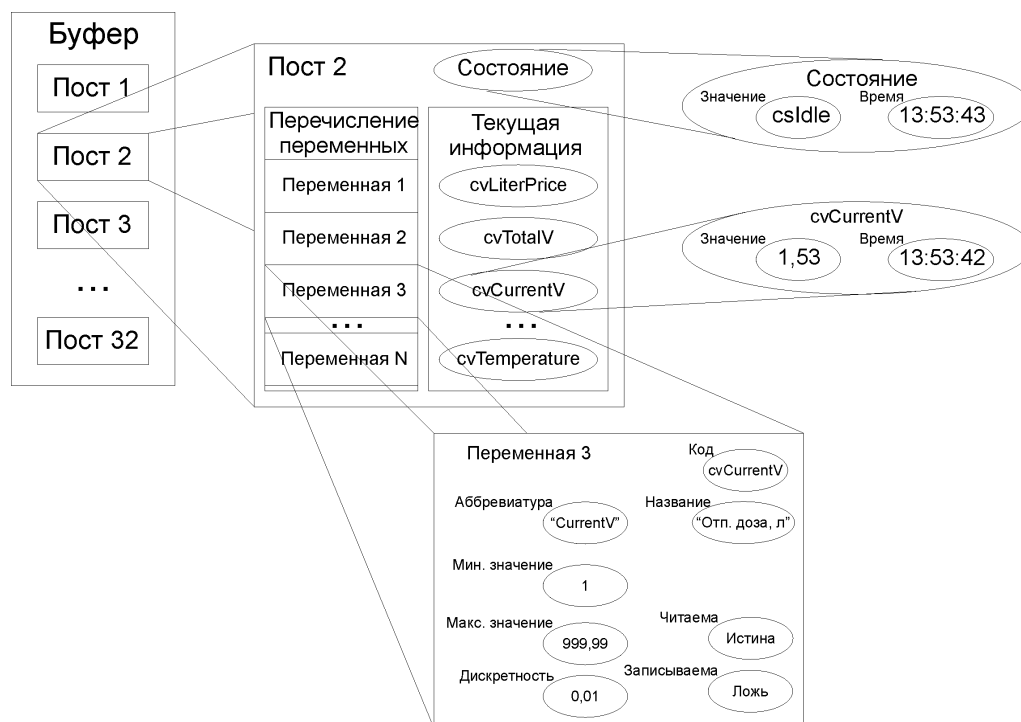 Буфер
Пост 1
Пост 2
Пост 3
...
Пост 32
Пост 2
Состояние
Перечисление
переменных
Переменная 1
Переменная 2
Переменная 3
...
Переменная N
Текущая
информация
cvLiterPrice
cvTotalV
cvCurrentV
...
cvTemperature
Состояние
Значение
csIdle
Время
13:53:43
cvCurrentV
Значение
1,53
Время
13:53:42
Переменная 3
Код
cvCurrentV
Аббревиатура
“CurrentV”
Название
“Отп. доза, л”
Мин. значение
1
Макс. значение
999,99
Читаема
Истина
Дискретность
0,01
Записываема
Ложь